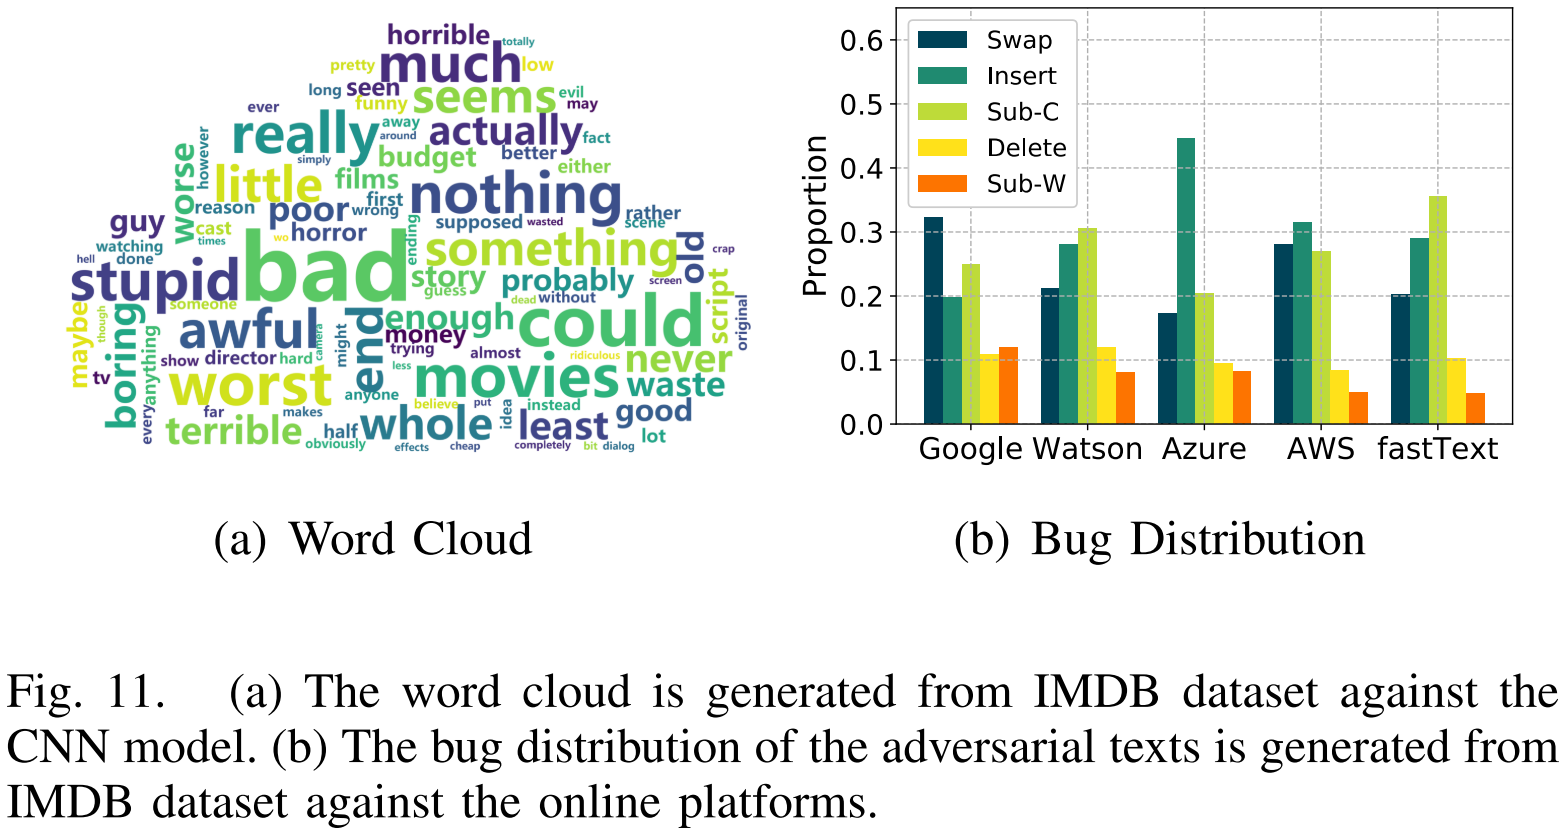 horrible
totally
pretty
much
low
long
seen
seems
evil
ever
funny
may
really
away
actually
fact
around
however
simply
budget
better
either
worse
little
films
nothing
reason
poor
first
wrong
rather
guy
cast
supposed
wasted
scene
watching
times
wo
horror
ending
something
old
crap
hell
done
bad
stupid
story
probably
screen
guess
someone
dead
without
script
original
maybe
though
boring
anything
awful
camera
might
end
enough
money
could
trying
almost
ridiculous
never
show
director
hard
less
tv
worst
movies
waste
anyone
every
far
makes
believe
put
idea
instead
good
terrible
half
whole
least
lot
obviously
effects
cheap
completely
bit
dialog
(a) Word Cloud
Proportion
0.6
0.5
0.4
0.3
0.2
0.1
0.0
Swap
Insert
Sub-C
Delete
Sub-W
Google Watson Azure AWS fastText
(b) Bug Distribution
Fig. 11. (a) The word cloud is generated from IMDB dataset against the
CNN model. (b) The bug distribution of the adversarial texts is generated from
IMDB dataset against the online platforms.